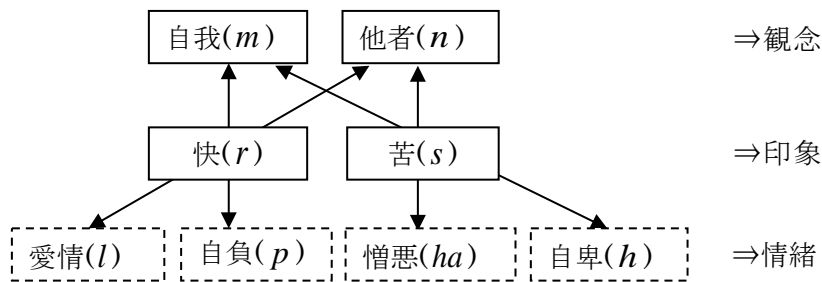 自我(m) 他者(n) ⇒観念
快(r) 苦(s) ⇒印象
愛情(l) 自負(p) 憎悪(ha) 自卑(h) ⇒情緒